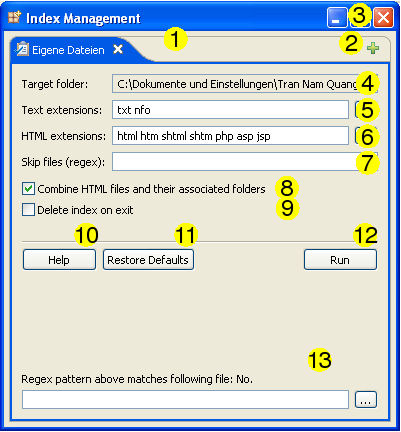 Index Management 3
Eigene Dateien 1 2
Target folder: C:\Dokumente und Einstellungen\Tran Nam Quang 4
Text extensions: txt nfo 5
HTML extensions: html htm shtml shtm php asp jsp 6
Skip files (regex): 7
Combine HTML files and their associated folders 8
Delete index on exit 9
10 11 12
Help Restore Defaults Run
13
Regex pattern above matches following file: No.
...